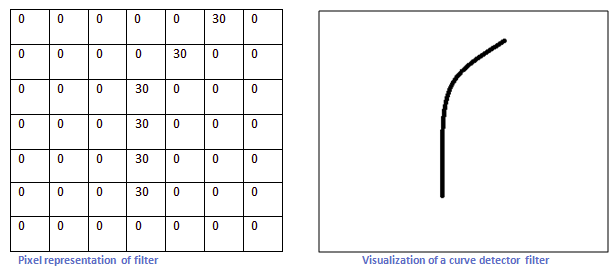 0 0 0 0 0 30 0
0 0 0 0 30 0 0
0 0 0 30 0 0 0
0 0 0 30 0 0 0
0 0 0 30 0 0 0
0 0 0 30 0 0 0
0 0 0 0 0 0 0
Pixel representation of filter
Visualization of a curve detector filter